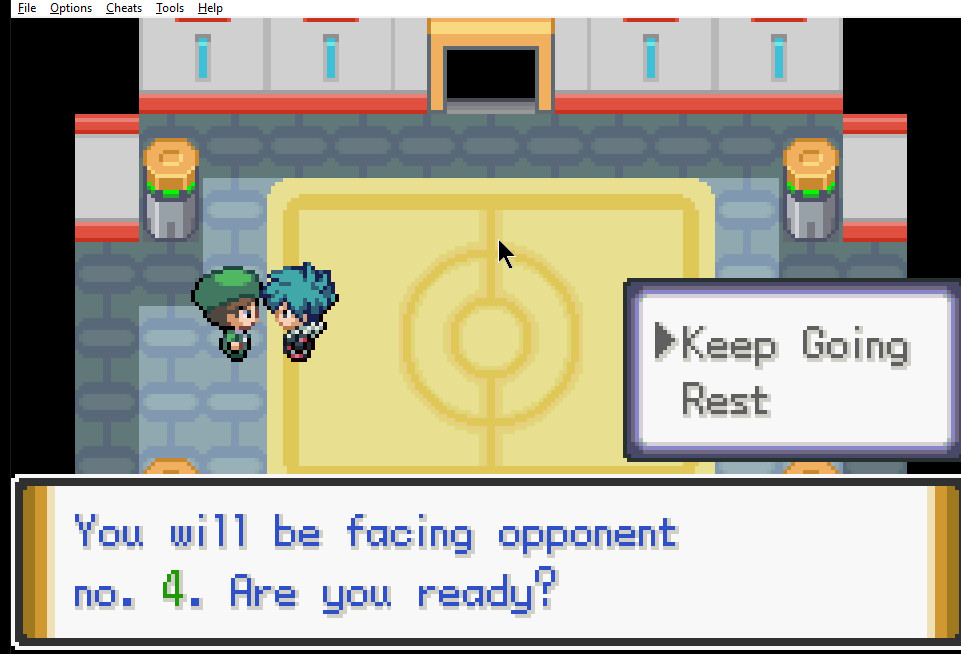 File Options Cheats Tools Help
Keep Going
Rest
You will be facing opponent
no. 4. Are you ready?